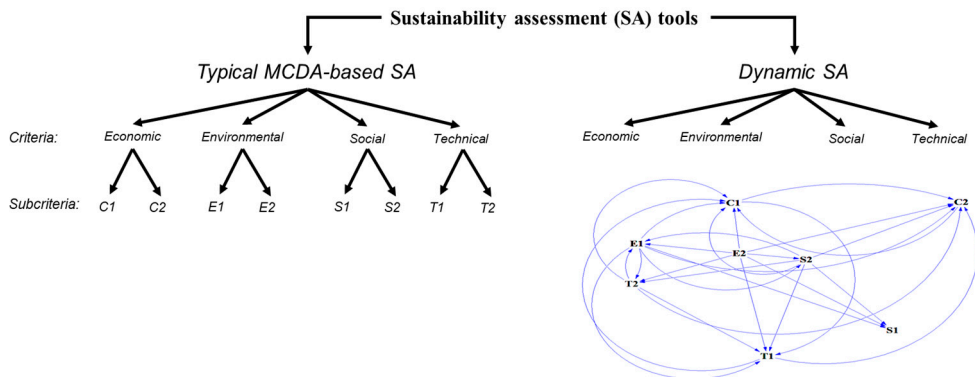 Sustainability assessment (SA) tools
Typical MCDA-based SA
Dynamic SA
Criteria: Economic Environmental Social Technical
Economic Environmental Social Technical
Subcriteria: C1 C2 E1 E2 S1 S2 T1 T2
C1 C2
E1 E2 S2
T2
S1
T1